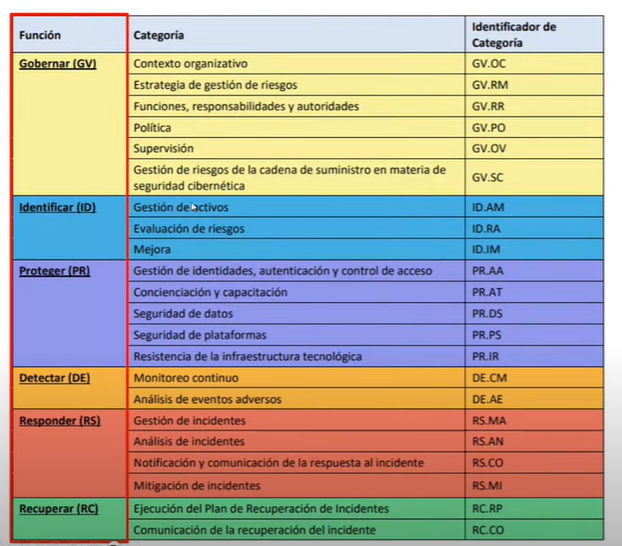 Función Categoría Identificador de
Categoría
Gobernar (GV) Contexto organizativo GV.OC
Estrategia de gestión de riesgos GV.RM
Funciones, responsabilidades y autoridades GV.RR
Política GV.PO
Supervisión GV.OV
Gestión de riesgos de la cadena de suministro en materia de
seguridad cibernética GV.SC
Identificar (ID) Gestión de activos ID.AM
Evaluación de riesgos ID.RA
Mejora ID.IM
Proteger (PR) Gestión de identidades, autenticación y control de acceso PR.AA
Concienciación y capacitación PR.AT
Seguridad de datos PR.DS
Seguridad de plataformas PR.PS
Resistencia de la infraestructura tecnológica PR.IR
Detectar (DE) Monitoreo continuo DE.CM
Análisis de eventos adversos DE.AE
Responder (RS) Gestión de incidentes RS.MA
Análisis de incidentes RS.AN
Notificación y comunicación de la respuesta al incidente RS.CO
Mitigación de incidentes RS.MI
Recuperar (RC) Ejecución del Plan de Recuperación de Incidentes RC.RP
Comunicación de la recuperación del incidente RC.CO